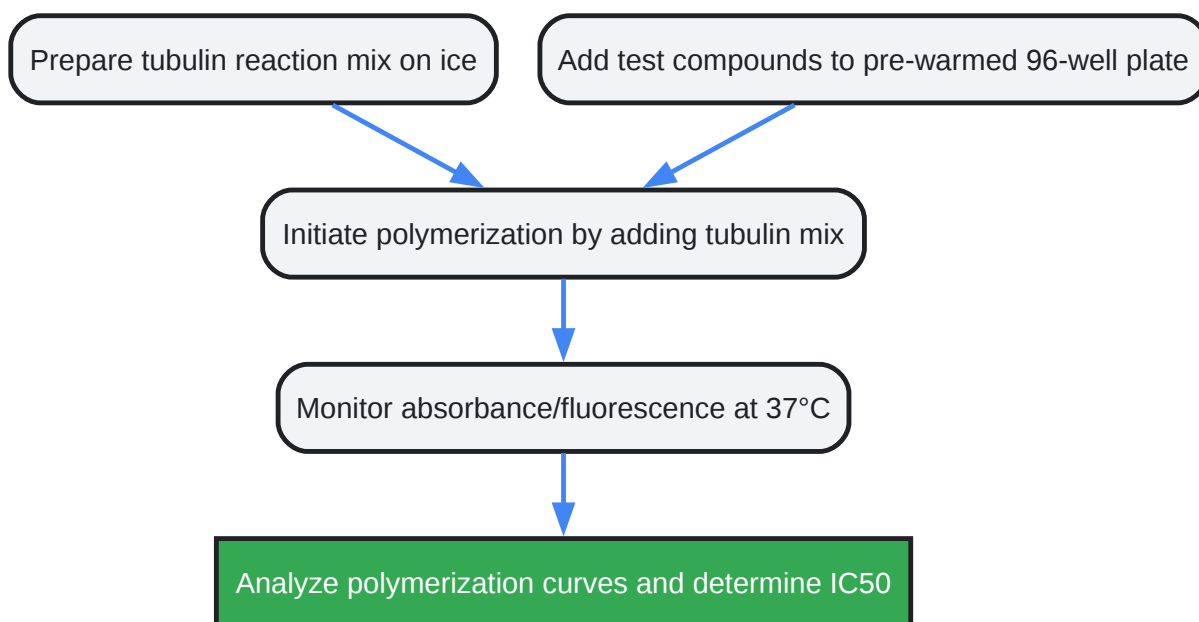 Prepare tubulin reaction mix on ice
Add test compounds to pre-warmed 96-well plate
Initiate polymerization by adding tubulin mix
Monitor absorbance/fluorescence at 37°C
Analyze polymerization curves and determine IC50